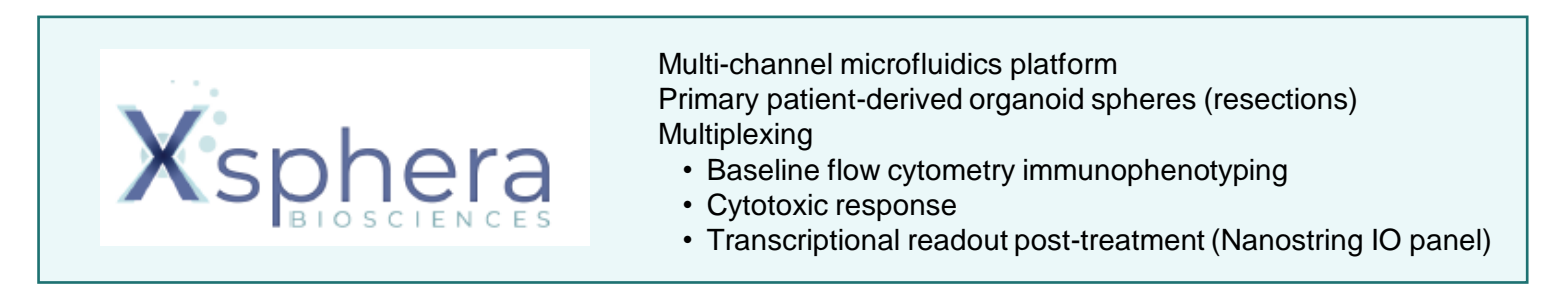 Xsphera
BIOSCIENCES
Multi-channel microfluidics platform
Primary patient-derived organoid spheres (resections)
Multiplexing
• Baseline flow cytometry immunophenotyping
• Cytotoxic response
• Transcriptional readout post-treatment (Nanostring IO panel)